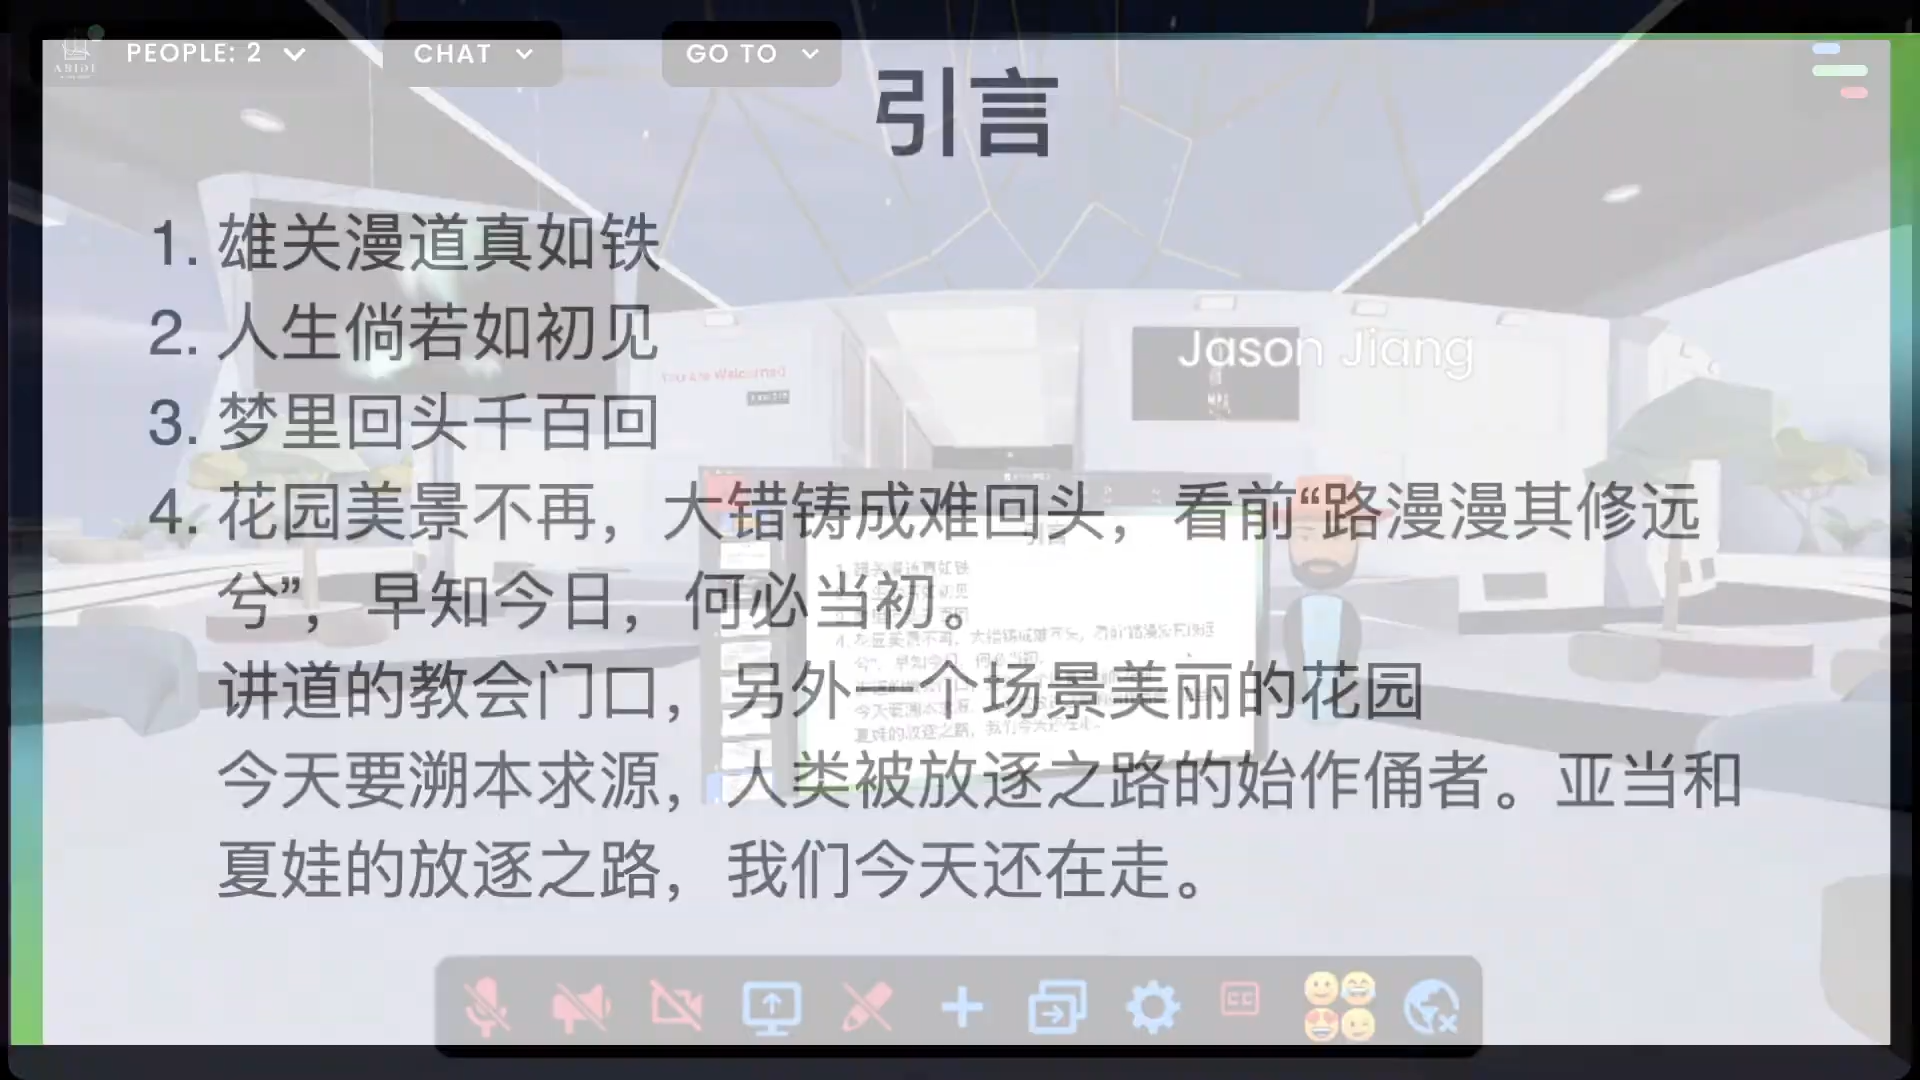 PEOPLE: 2
CHAT
GO TO
引言
1. 雄关漫道真如铁
2. 人生倘若如初见
3. 梦里回头千百回
4. 花园美景不再，大错铸成难回头，看前“路漫漫其修远
兮”，早知今日，何必当初。
讲道的教会门口，另外一个场景美丽的花园
今天要溯本求源，人类被放逐之路的始作俑者。亚当和
夏娃的放逐之路，我们今天还在走。
Jason Jiang
You Are Welcomed
引言
CC